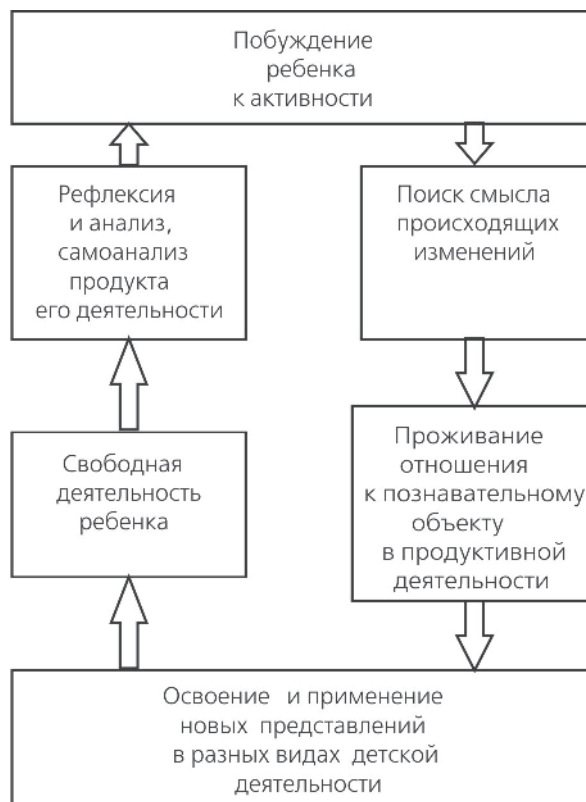 Побуждение
ребенка
к активности
Рефлексия
и анализ,
самоанализ
продукта
его деятельности
Поиск смысла
происходящих
изменений
Свободная
деятельность
ребенка
Проживание
отношения
к познавательному
объекту
в продуктивной
деятельности
Освоение и применение
новых представлений
в разных видах детской
деятельности